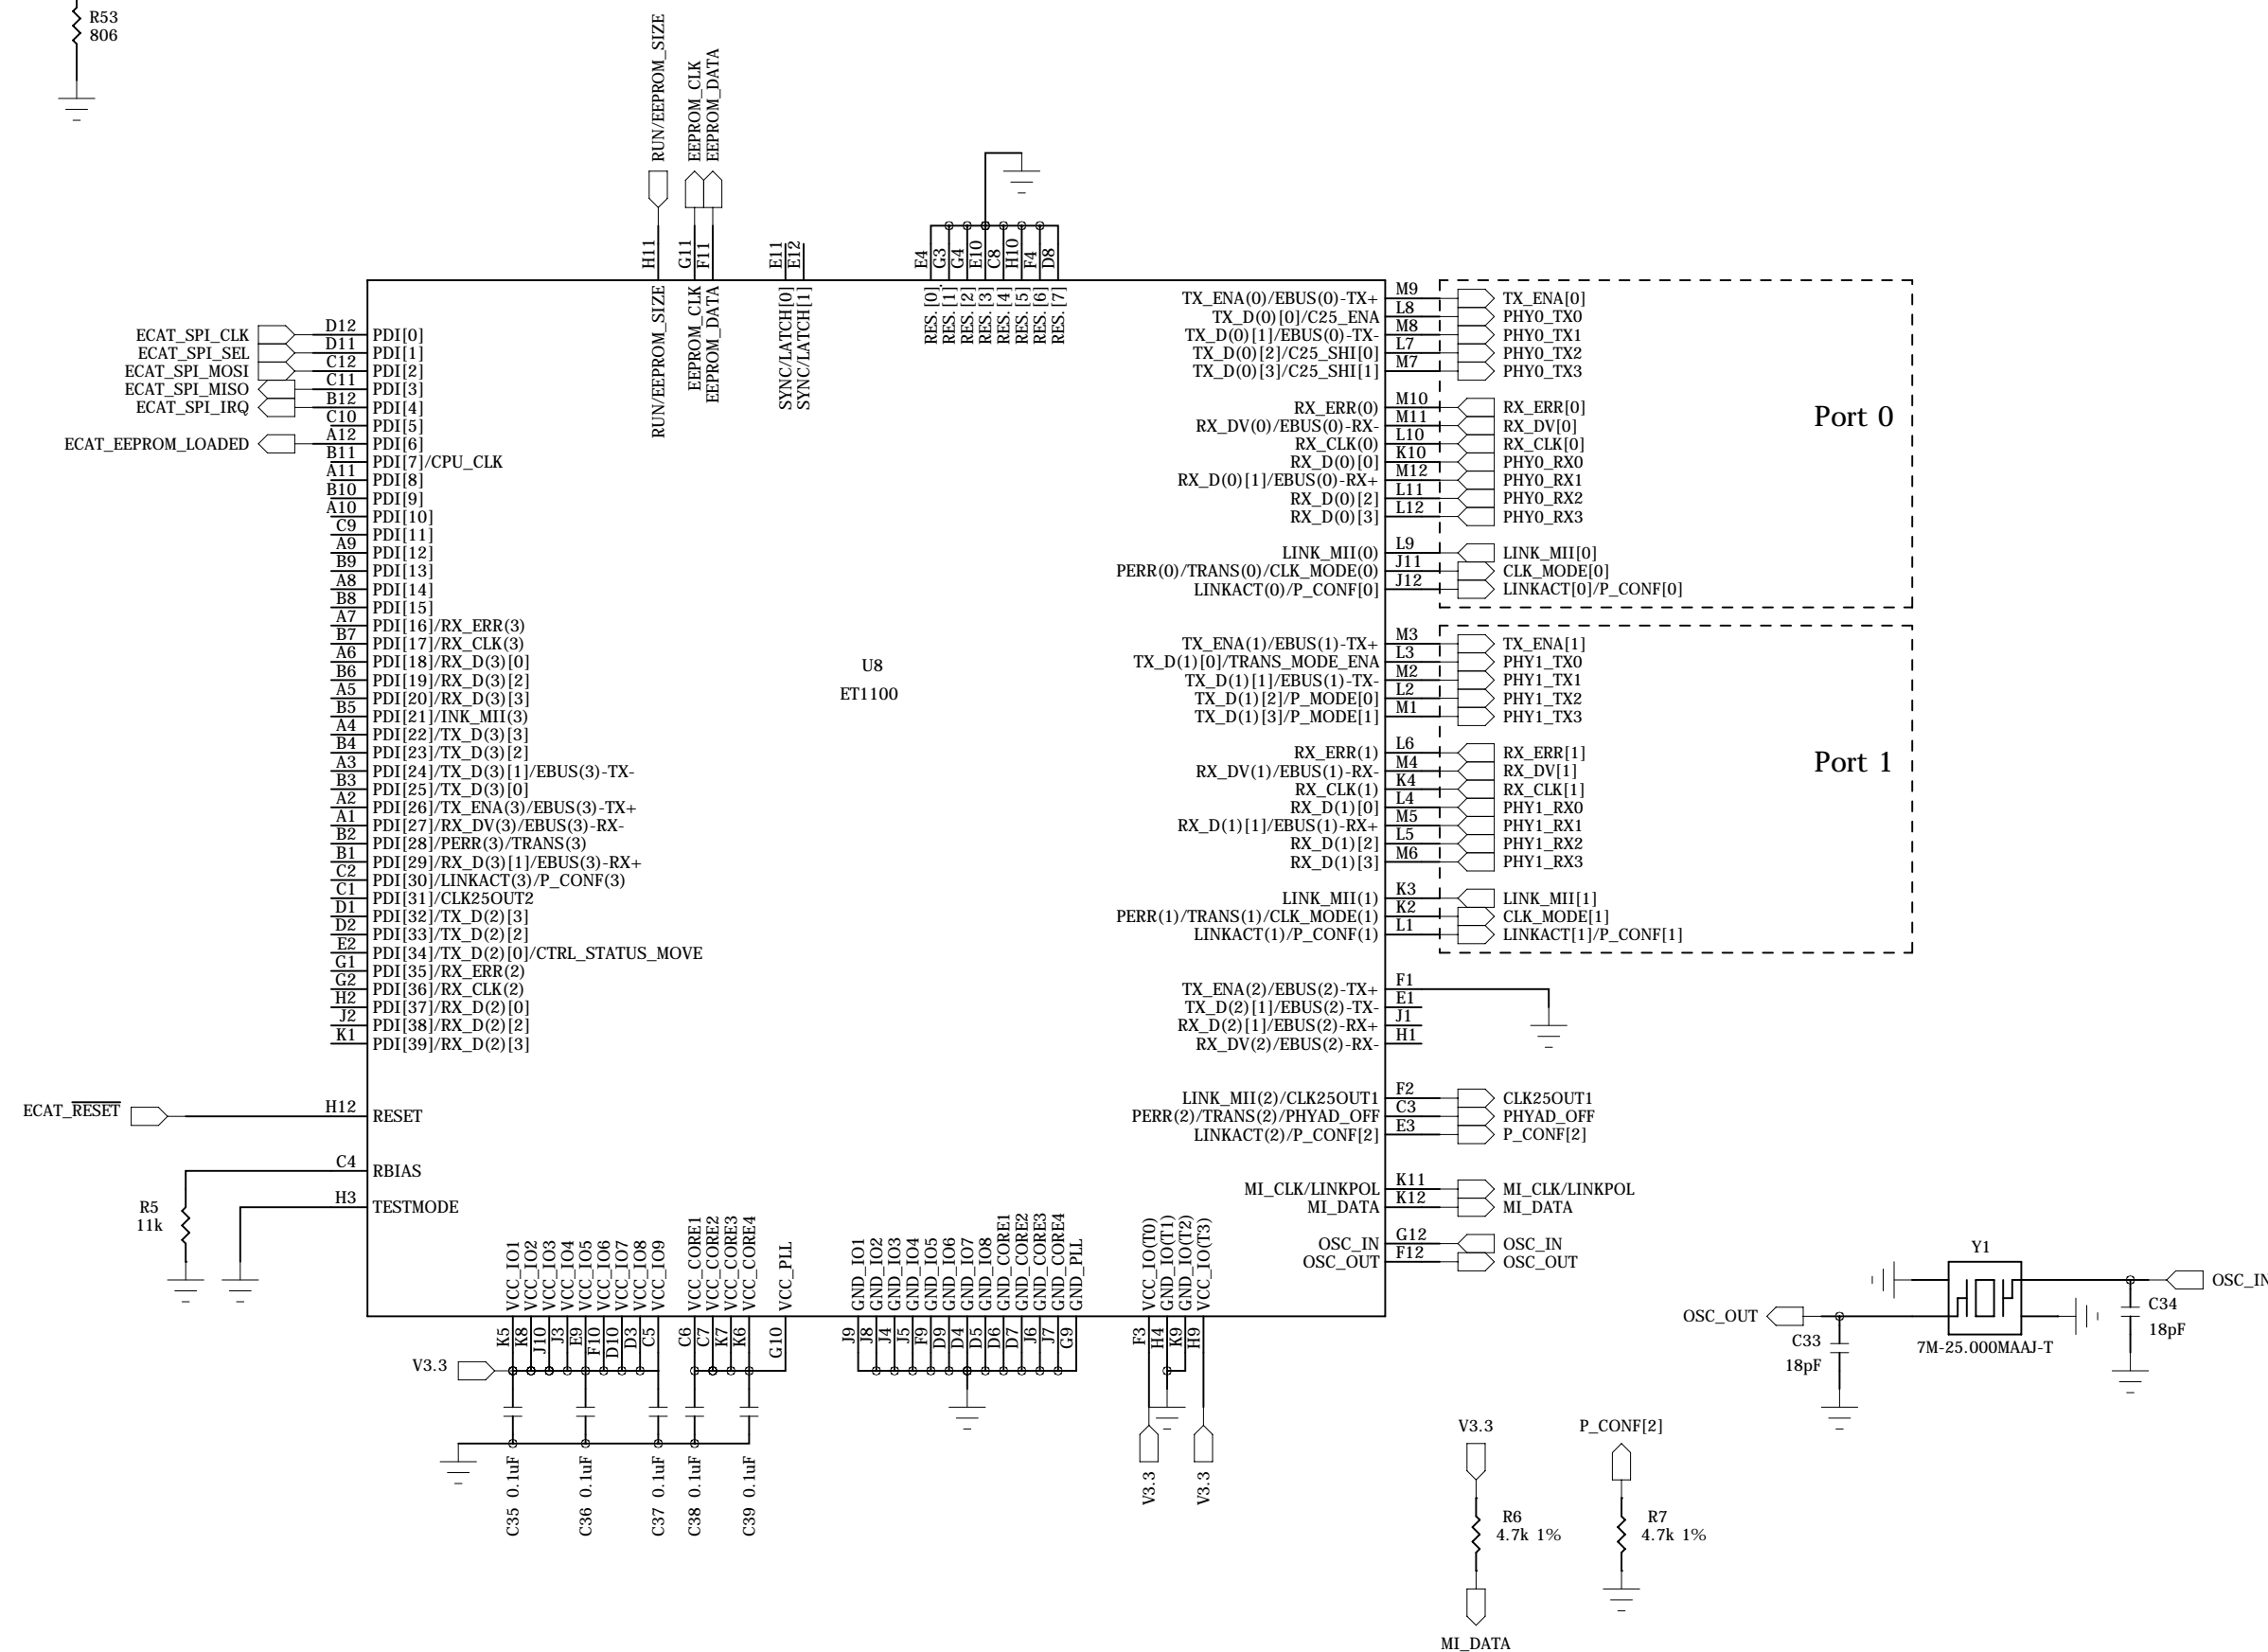 R53
806
RUN/EEPROM_SIZE
EEPROM_CLK
EEPROM_DATA
H11
G11
F11
E11
E12
E4
G3
G4
E10
C8
H10
F4
D8
RUN/EEPROM_SIZE
EEPROM_CLK
EEPROM_DATA
SYNC/LATCH[0]
SYNC/LATCH[1]
RES.[0]
RES.[1]
RES.[2]
RES.[3]
RES.[4]
RES.[5]
RES.[6]
RES.[7]
ECAT_SPI_CLK D12 PDI[0]
ECAT_SPI_SEL D11 PDI[1]
ECAT_SPI_MOSI C12 PDI[2]
ECAT_SPI_MISO C11 PDI[3]
ECAT_SPI_IRQ B12 PDI[4]
C10 PDI[5]
ECAT_EEPROM_LOADED A12 PDI[6]
B11 PDI[7]/CPU_CLK
A11 PDI[8]
B10 PDI[9]
A10 PDI[10]
C9 PDI[11]
A9 PDI[12]
B9 PDI[13]
A8 PDI[14]
B8 PDI[15]
A7 PDI[16]/RX_ERR(3)
B7 PDI[17]/RX_CLK(3)
A6 PDI[18]/RX_D(3)[0]
B6 PDI[19]/RX_D(3)[2]
A5 PDI[20]/RX_D(3)[3]
B5 PDI[21]/INK_MII(3)
A4 PDI[22]/TX_D(3)[3]
B4 PDI[23]/TX_D(3)[2]
A3 PDI[24]/TX_D(3)[1]/EBUS(3)-TX-
B3 PDI[25]/TX_D(3)[0]
A2 PDI[26]/TX_ENA(3)/EBUS(3)-TX+
A1 PDI[27]/RX_DV(3)/EBUS(3)-RX-
B2 PDI[28]/PERR(3)/TRANS(3)
B1 PDI[29]/RX_D(3)[1]/EBUS(3)-RX+
C2 PDI[30]/LINKACT(3)/P_CONF(3)
C1 PDI[31]/CLK25OUT2
D1 PDI[32]/TX_D(2)[3]
D2 PDI[33]/TX_D(2)[2]
E2 PDI[34]/TX_D(2)[0]/CTRL_STATUS_MOVE
G1 PDI[35]/RX_ERR(2)
G2 PDI[36]/RX_CLK(2)
H2 PDI[37]/RX_D(2)[0]
J2 PDI[38]/RX_D(2)[2]
K1 PDI[39]/RX_D(2)[3]
ECAT_RESET H12 RESET
C4 RBIAS
H3 TESTMODE
R5
11k
U8
ET1100
TX_ENA(0)/EBUS(0)-TX+ M9 TX_ENA[0]
TX_D(0)[0]/C25_ENA L8 PHY0_TX0
TX_D(0)[1]/EBUS(0)-TX- M8 PHY0_TX1
TX_D(0)[2]/C25_SHI[0] L7 PHY0_TX2
TX_D(0)[3]/C25_SHI[1] M7 PHY0_TX3
RX_ERR(0) M10 RX_ERR[0]
RX_DV(0)/EBUS(0)-RX- M11 RX_DV[0]
RX_CLK(0) L10 RX_CLK[0]
RX_D(0)[0] K10 PHY0_RX0
RX_D(0)[1]/EBUS(0)-RX+ M12 PHY0_RX1
RX_D(0)[2] L11 PHY0_RX2
RX_D(0)[3] L12 PHY0_RX3
LINK_MII(0) L9 LINK_MII[0]
PERR(0)/TRANS(0)/CLK_MODE(0) J11 CLK_MODE[0]
LINKACT(0)/P_CONF[0] J12 LINKACT[0]/P_CONF[0]
Port 0
TX_ENA(1)/EBUS(1)-TX+ M3 TX_ENA[1]
TX_D(1)[0]/TRANS_MODE_ENA L3 PHY1_TX0
TX_D(1)[1]/EBUS(1)-TX- M2 PHY1_TX1
TX_D(1)[2]/P_MODE[0] L2 PHY1_TX2
TX_D(1)[3]/P_MODE[1] M1 PHY1_TX3
RX_ERR(1) L6 RX_ERR[1]
RX_DV(1)/EBUS(1)-RX- M4 RX_DV[1]
RX_CLK(1) K4 RX_CLK[1]
RX_D(1)[0] L4 PHY1_RX0
RX_D(1)[1]/EBUS(1)-RX+ M5 PHY1_RX1
RX_D(1)[2] L5 PHY1_RX2
RX_D(1)[3] M6 PHY1_RX3
LINK_MII(1) K3 LINK_MII[1]
PERR(1)/TRANS(1)/CLK_MODE(1) K2 CLK_MODE[1]
LINKACT(1)/P_CONF(1) L1 LINKACT[1]/P_CONF[1]
Port 1
TX_ENA(2)/EBUS(2)-TX+ F1
TX_D(2)[1]/EBUS(2)-TX- E1
RX_D(2)[1]/EBUS(2)-RX+ J1
RX_DV(2)/EBUS(2)-RX- H1
LINK_MII(2)/CLK25OUT1 F2 CLK25OUT1
PERR(2)/TRANS(2)/PHYAD_OFF C3 PHYAD_OFF
LINKACT(2)/P_CONF[2] E3 P_CONF[2]
MI_CLK/LINKPOL K11 MI_CLK/LINKPOL
MI_DATA K12 MI_DATA
OSC_IN G12 OSC_IN
OSC_OUT F12 OSC_OUT
VCC_IO1
VCC_IO2
VCC_IO3
VCC_IO4
VCC_IO5
VCC_IO6
VCC_IO7
VCC_IO8
VCC_IO9
VCC_CORE1
VCC_CORE2
VCC_CORE3
VCC_CORE4
VCC_PLL
GND_IO1
GND_IO2
GND_IO3
GND_IO4
GND_IO5
GND_IO6
GND_IO7
GND_IO8
GND_CORE1
GND_CORE2
GND_CORE3
GND_CORE4
GND_PLL
VCC_IO(T0)
GND_IO(T1)
GND_IO(T2)
VCC_IO(T3)
K5
K8
J10
J3
E9
F10
D10
D3
C5
C6
C7
K7
K6
G10
J9
J8
J4
J5
F9
D9
D4
D5
D6
D7
J6
J7
G9
F3
H4
K9
H9
V3.3
C35 0.1uF
C36 0.1uF
C37 0.1uF
C38 0.1uF
C39 0.1uF
V3.3
V3.3
Y1
OSC_IN
OSC_OUT
C34
18pF
C33
18pF
7M-25.000MAAJ-T
V3.3
R6
4.7k 1%
MI_DATA
P_CONF[2]
R7
4.7k 1%